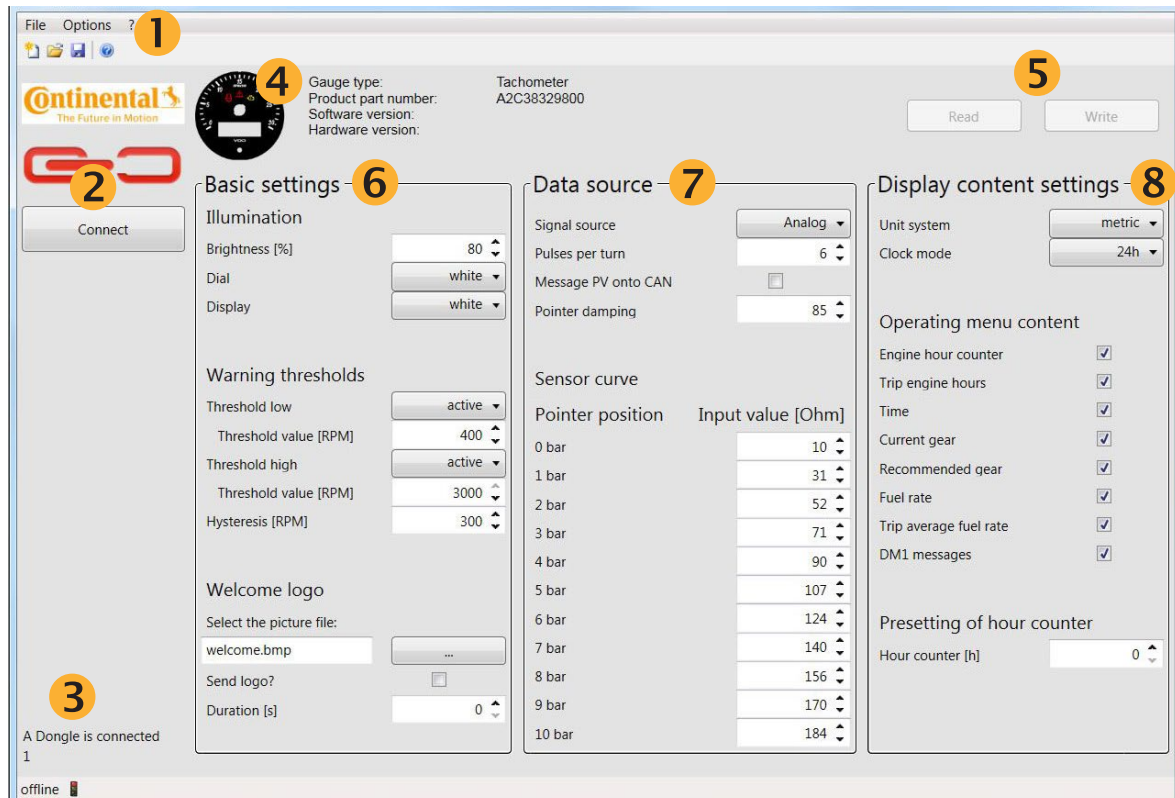 File Options ?
1
Continental
The Future in Motion
4
Gauge type: Tachometer
Product part number: A2C38329800
Software version:
Hardware version:
5
Read Write
2
Connect
Basic settings 6
Illumination
Brightness [%] 80
Dial white
Display white
Warning thresholds
Threshold low active
Threshold value [RPM] 400
Threshold high active
Threshold value [RPM] 3000
Hysteresis [RPM] 300
Welcome logo
Select the picture file:
welcome.bmp ...
Send logo?
Duration [s] 0
Data source 7
Signal source Analog
Pulses per turn 6
Message PV onto CAN
Pointer damping 85
Sensor curve
Pointer position Input value [Ohm]
0 bar 10
1 bar 31
2 bar 52
3 bar 71
4 bar 90
5 bar 107
6 bar 124
7 bar 140
8 bar 156
9 bar 170
10 bar 184
Display content settings 8
Unit system metric
Clock mode 24h
Operating menu content
Engine hour counter
Trip engine hours
Time
Current gear
Recommended gear
Fuel rate
Trip average fuel rate
DM1 messages
Presetting of hour counter
Hour counter [h] 0
3
A Dongle is connected
1
offline